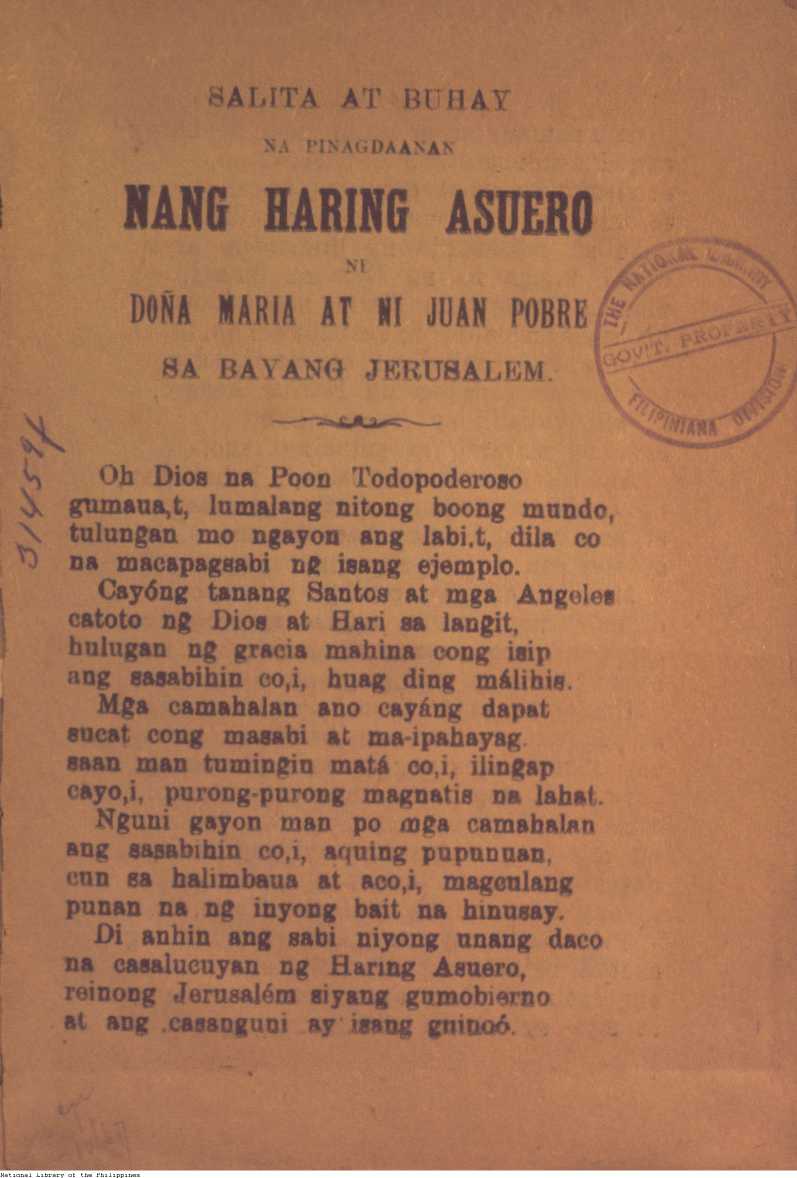 SALITA AT BUHAY
NA PINAGDAANAN
NANG HARING ASUERO
NI
DOÑA MARIA AT NI JUAN POBRE
SA BAYANG JERUSALEM.
THE NATIONAL LIBRARY
GOV'T. PROPERTY
FILIPINIANA DIVISION
Oh Dios na Poon Todopoderoso
gumaua,t, lumalang nitong boong mundo,
tulungan mo ngayon ang labi,t, dila co
na macapagsabi ng isang ejemplo.
Cayóng tanang Santos at mga Angeles
catoto ng Dios at Hari sa langit,
hulugan ng gracia mahina cong isip
ang sasabihin co,i, huag ding málihis.
Mga camahalan ano cayáng dapat
sucat cong masabi at ma-ipahayag.
saan man tumingin matá co,i, ilingap
cayo,i, purong-purong magnatis na lahat.
Nguni gayon man po mga camahalan
ang sasabihin co,i, aquing pupunuan,
cun sa halimbaua at aco,i, magculang
punan na ng inyong bait na hinusay.
Di anhin ang sabi niyong unang daco
na casalucuyan ng Haring Asuero,
reinong Jerusalém siyang gumobierno
at ang casanguni ay isang guinoó.
National Library of the Philippines